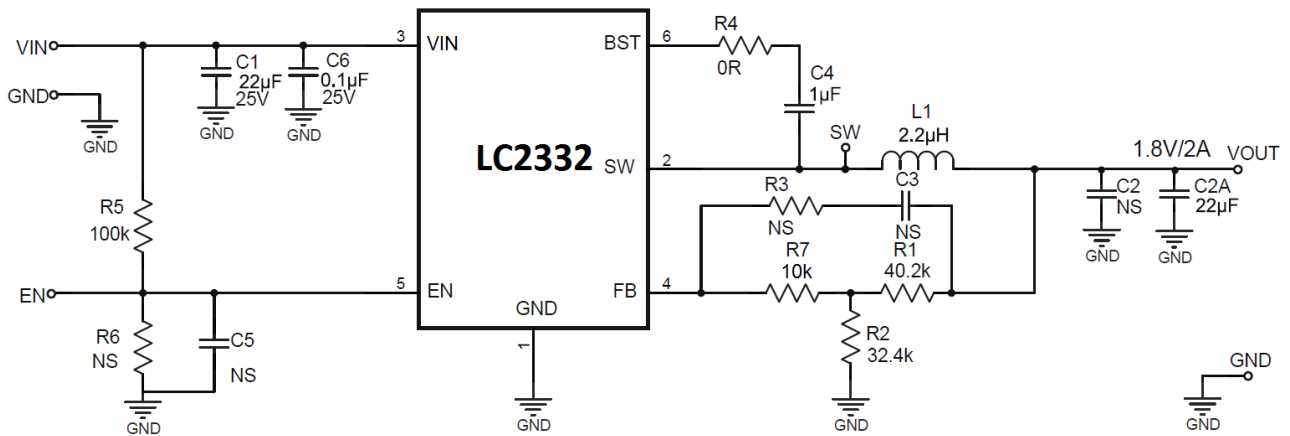 VIN
GND
GND
R5
100k
EN
R6
NS
GND
C5
NS
C1
22µF
25V
GND
C6
0.1µF
25V
GND
3
VIN
5
EN
LC2332
BST
6
SW
2
FB
4
GND
1
GND
R4
0R
C4
1µF
SW
L1
2.2µH
R3
NS
C3
NS
R7
10k
R1
40.2k
R2
32.4k
GND
1.8V/2A
VOUT
C2
NS
GND
C2A
22µF
GND
GND
GND